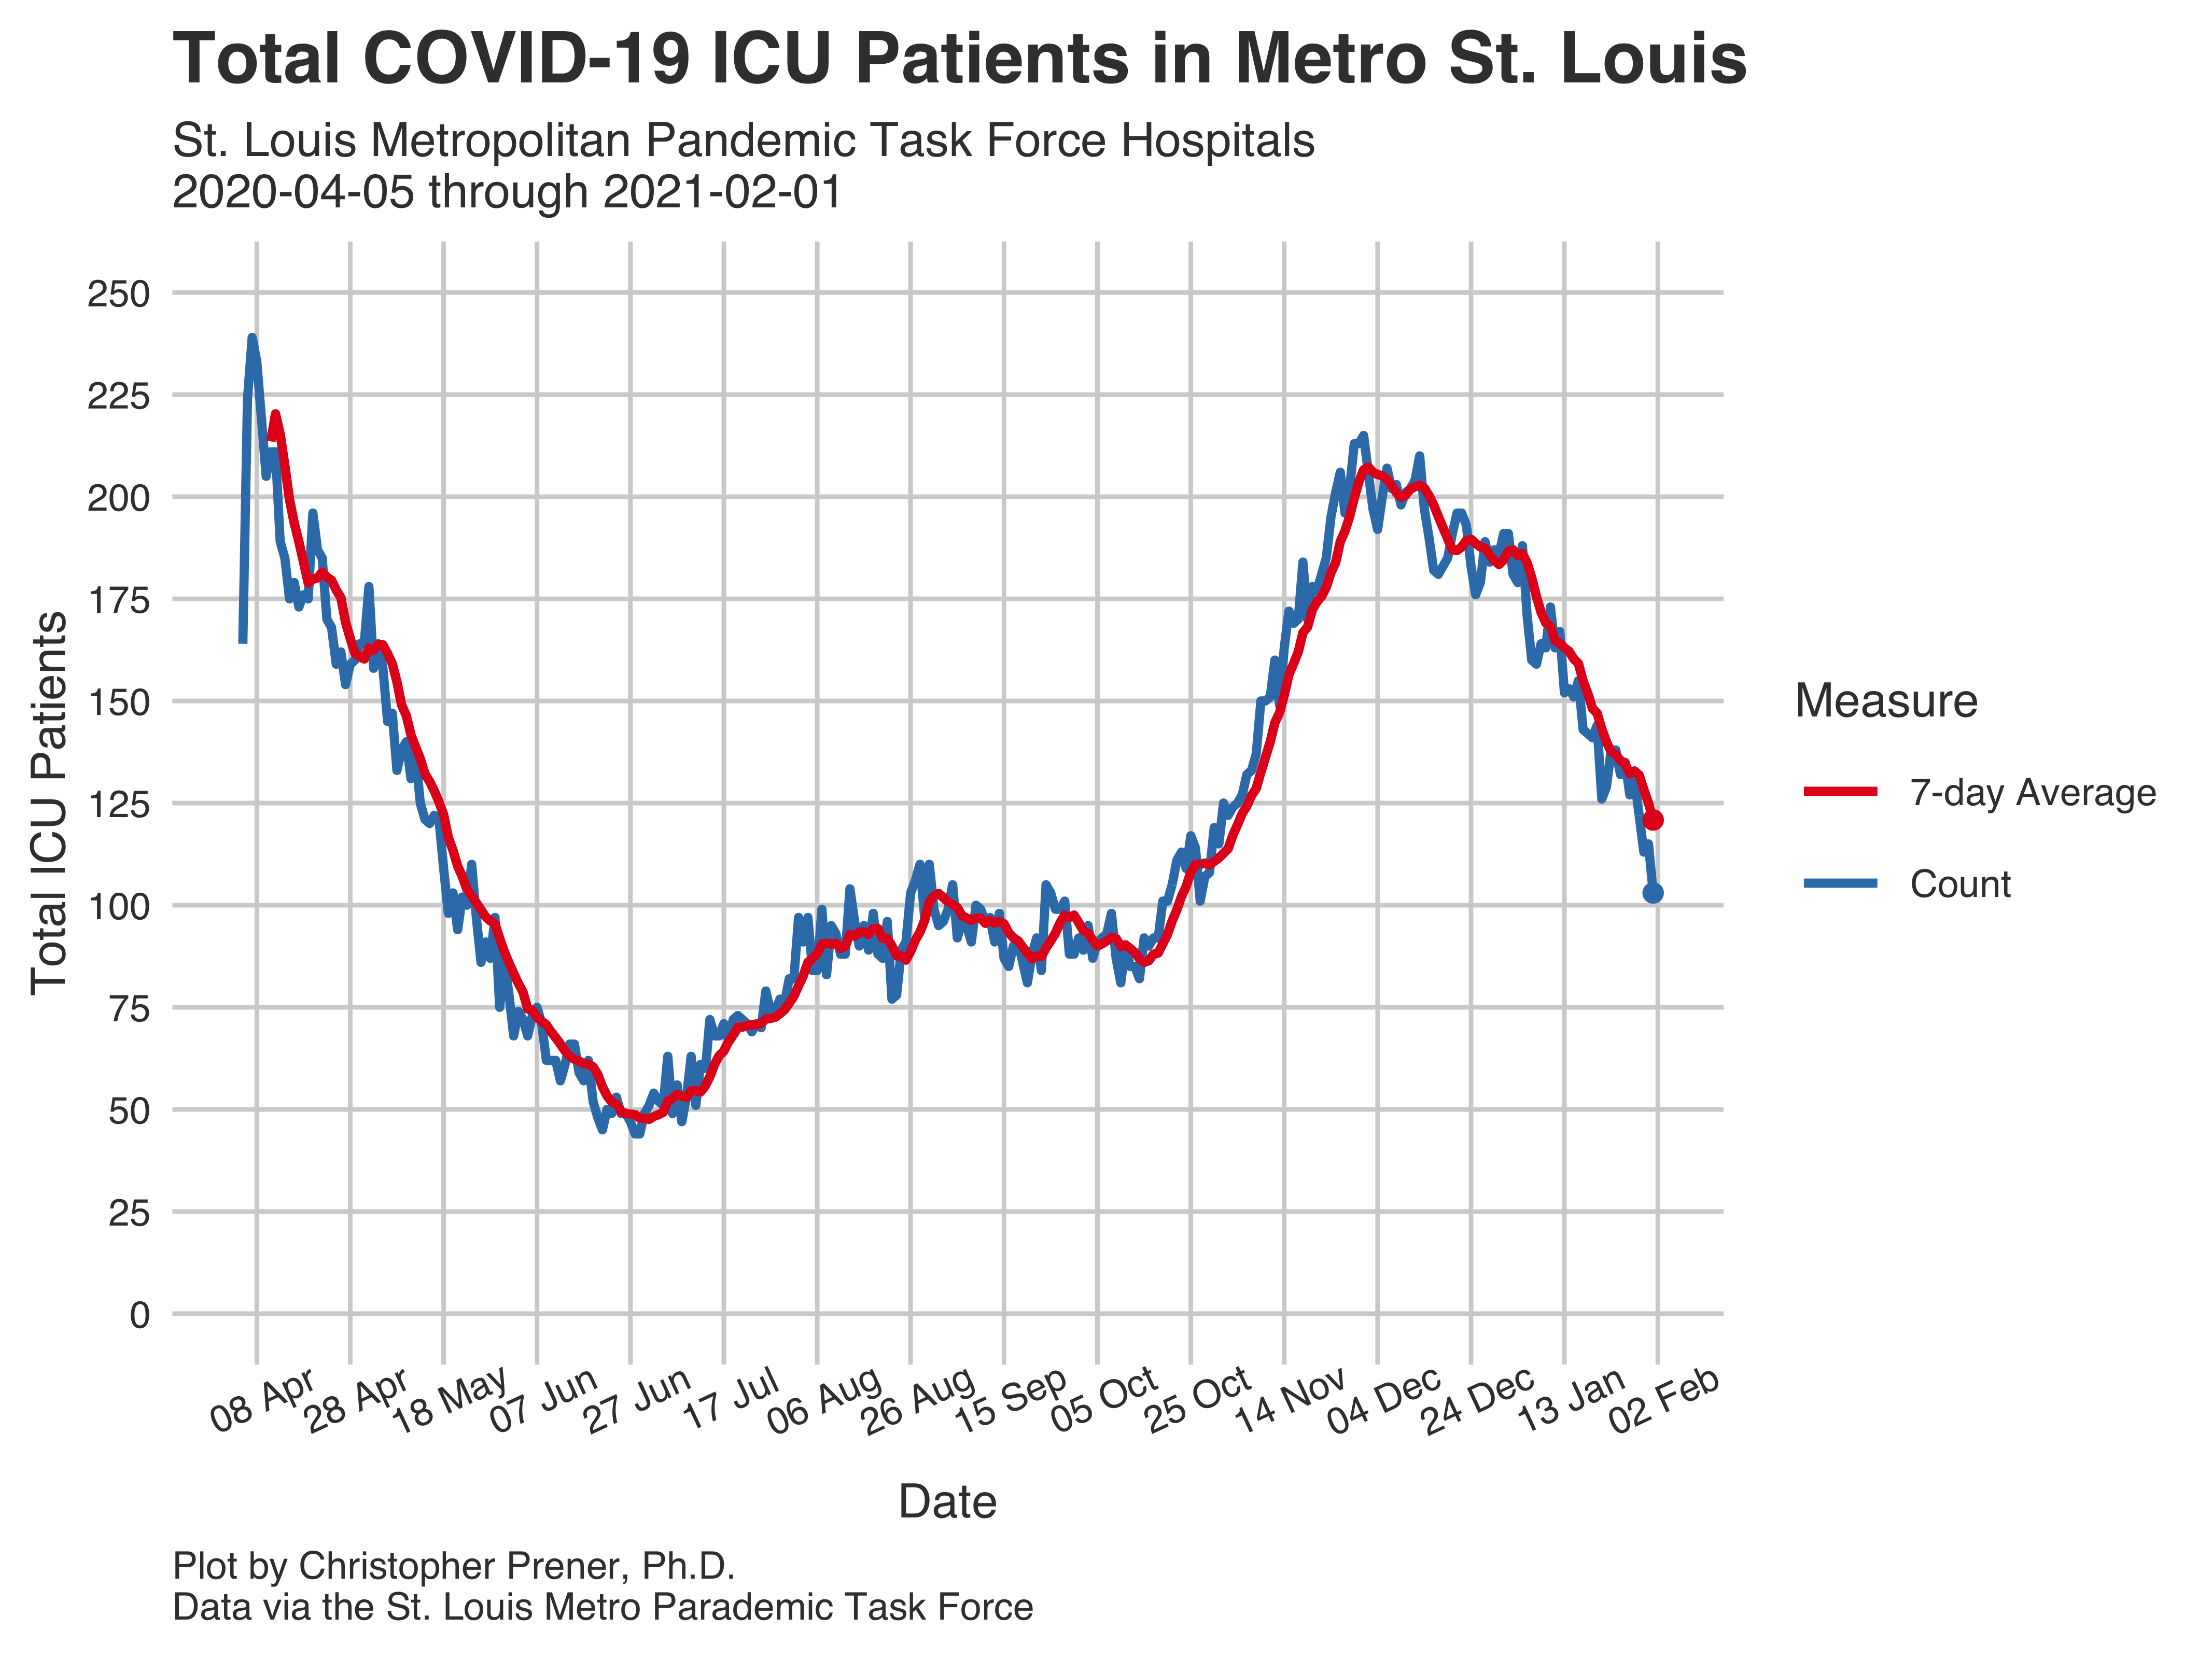 Total COVID-19 ICU Patients in Metro St. Louis
St. Louis Metropolitan Pandemic Task Force Hospitals
2020-04-05 through 2021-02-01
Total ICU Patients
250
225
200
175
150
125
100
75
50
25
0
08 Apr
28 Apr
18 May
07 Jun
27 Jun
17 Jul
06 Aug
26 Aug
15 Sep
05 Oct
25 Oct
14 Nov
04 Dec
24 Dec
13 Jan
02 Feb
Date
Measure
7-day Average
Count
Plot by Christopher Prener, Ph.D.
Data via the St. Louis Metro Parademic Task Force